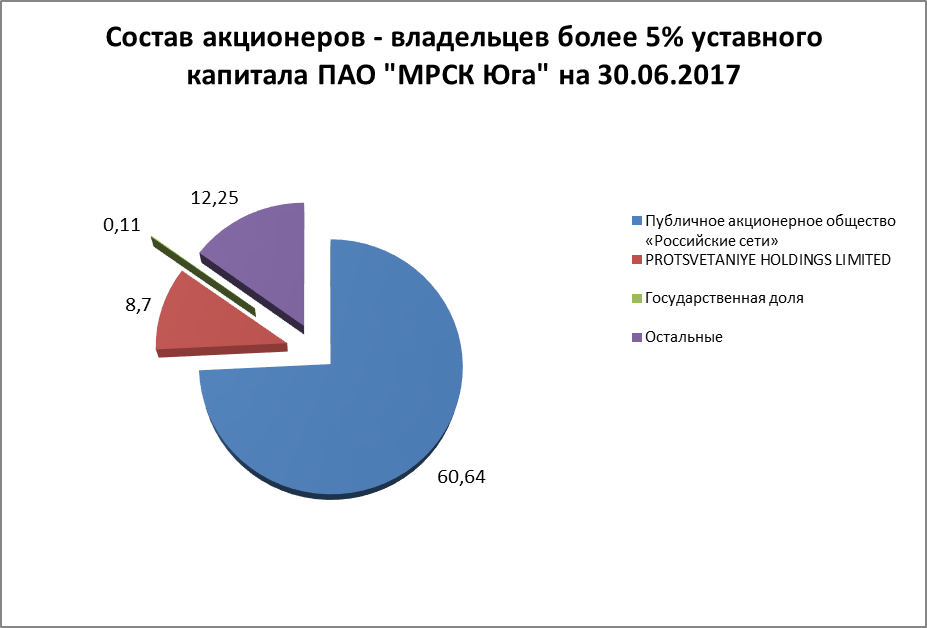 Состав акционеров - владельцев более 5% уставного
капитала ПАО "МРСК Юга" на 30.06.2017
12,25
0,11
8,7
60,64
Публичное акционерное общество
«Российские сети»
PROTSVETANIYE HOLDINGS LIMITED
Государственная доля
Остальные